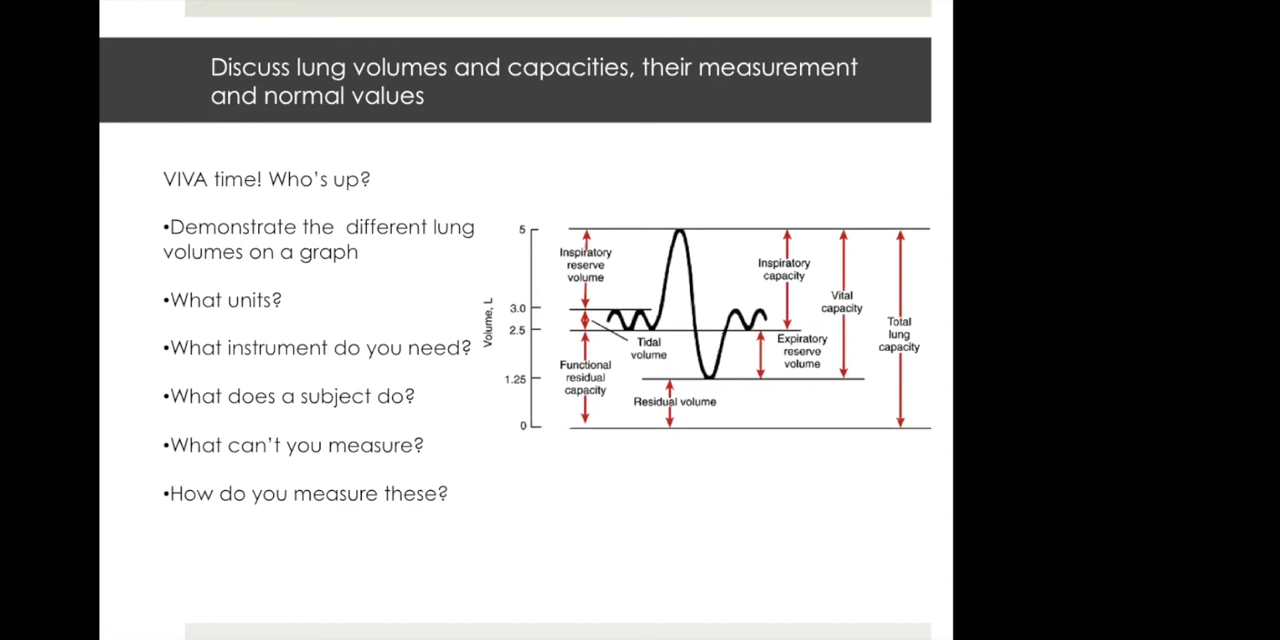 Discuss lung volumes and capacities, their measurement
and normal values
VIVA time! Who's up?
•Demonstrate the different lung
volumes on a graph
•What units?
•What instrument do you need?
•What does a subject do?
•What can't you measure?
•How do you measure these?
Volume, L
5
3.0
2.5
1.25
0
Inspiratory
reserve
volume
Functional
residual
capacity
Tidal
volume
Residual volume
Inspiratory
capacity
Expiratory
reserve
volume
Vital
capacity
Total
lung
capacity